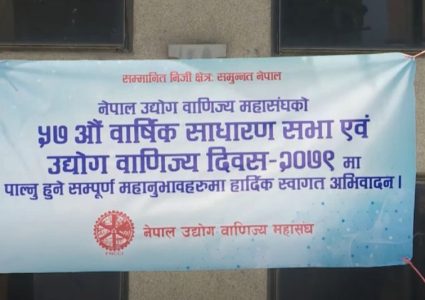 सम्मानित निजी क्षेत्र: समुन्नत नेपाल
नेपाल उद्योग वाणिज्य महासंघको
५७ औं वार्षिक साधारण सभा एवं
उद्योग वाणिज्य दिवस-२०७९ मा
पाल्नु हुने सम्पूर्ण महानुभावहरुमा हार्दिक स्वागत अभिवादन ।
नेपाल उद्योग वाणिज्य महासंघ
FNCCI